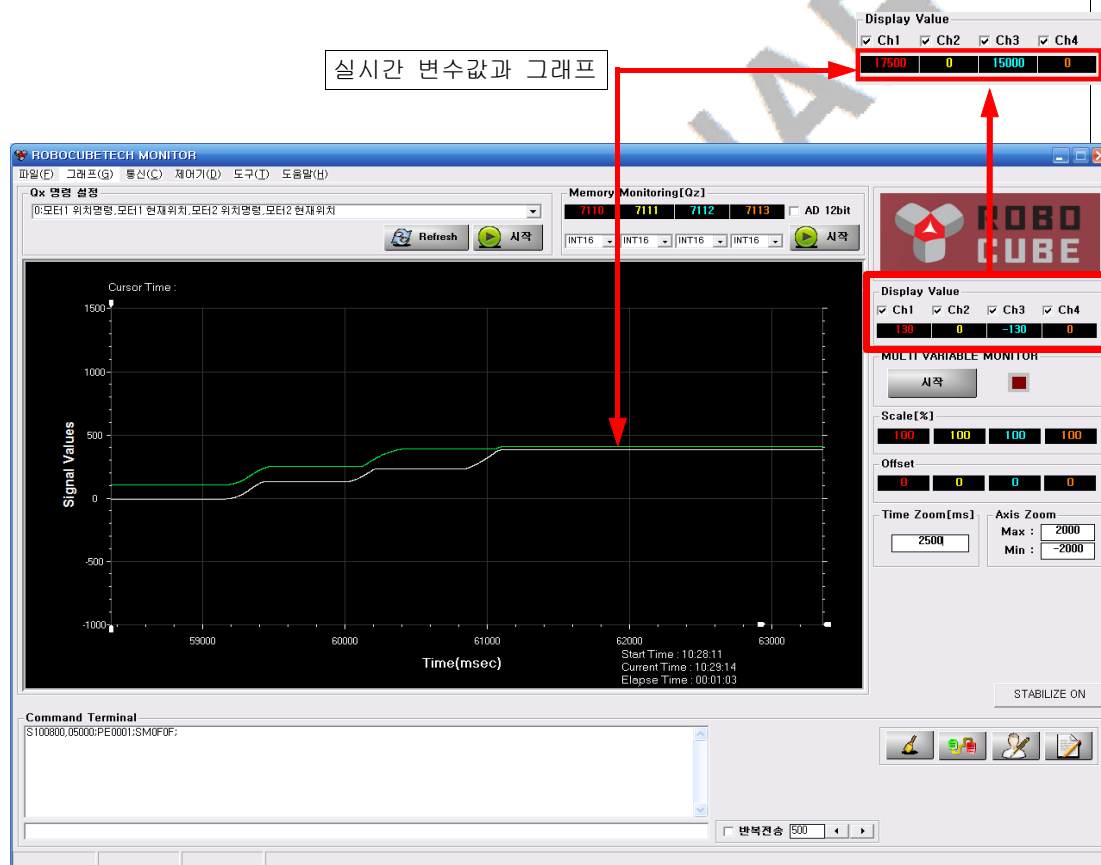 Display Value
Ch1 Ch2 Ch3 Ch4
17500 0 15000 0
실시간 변수값과 그래프
ROBOCUBETECH MONITOR
파일(F) 그래프(G) 통신(C) 제어기(D) 도구(T) 도움말(H)
Qx 명령 설정
0:모터1 위치명령,모터1 현재위치,모터2 위치명령,모터2 현재위치
Refresh 시작
Memory Monitoring[Qz]
7110 7111 7112 7113 AD 12bit
INT16 INT16 INT16 INT16 시작
ROBO
CUBE
Cursor Time :
1500
1000
500
0
-500
-1000
Signal Values
59000 60000 61000 62000 63000
Time(msec)
Start Time : 10:28:11
Current Time : 10:29:14
Elapse Time : 00:01:03
Display Value
Ch1 Ch2 Ch3 Ch4
130 0 -130 0
MULTI VARIABLE MONITOR
시작
Scale[%]
100 100 100 100
Offset
0 0 0 0
Time Zoom[ms]
2500
Axis Zoom
Max : 2000
Min : -2000
STABILIZE ON
Command Terminal
S100800,05000;PE0001;SM0F0F;
반복전송 500